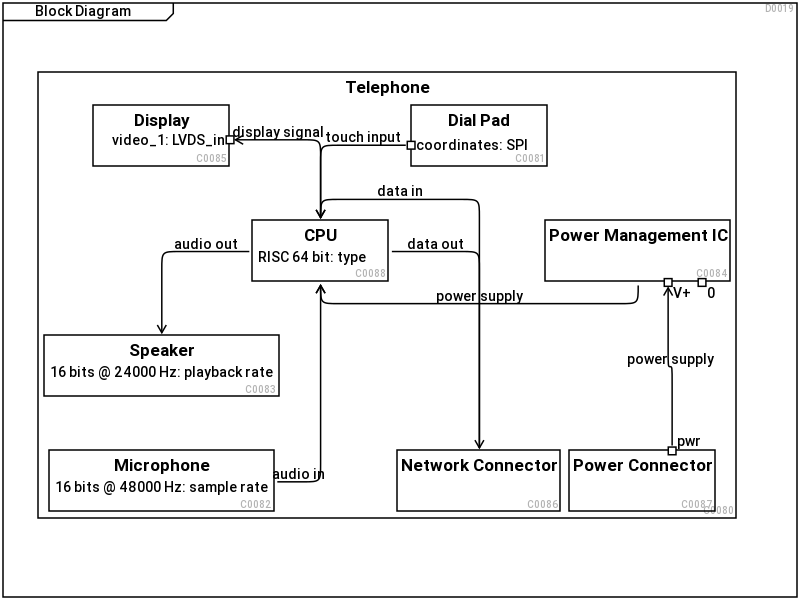 Block Diagram
D0019
Telephone
Display
video_1: LVDS_in
C0085
display signal
touch input
Dial Pad
coordinates: SPI
C0081
data in
CPU
RISC 64 bit: type
C0088
audio out
data out
Power Management IC
C0084
V+
0
power supply
Speaker
16 bits @ 24000 Hz: playback rate
C0083
power supply
pwr
Microphone
16 bits @ 48000 Hz: sample rate
C0082
audio in
Network Connector
C0086
Power Connector
C0087
C0080